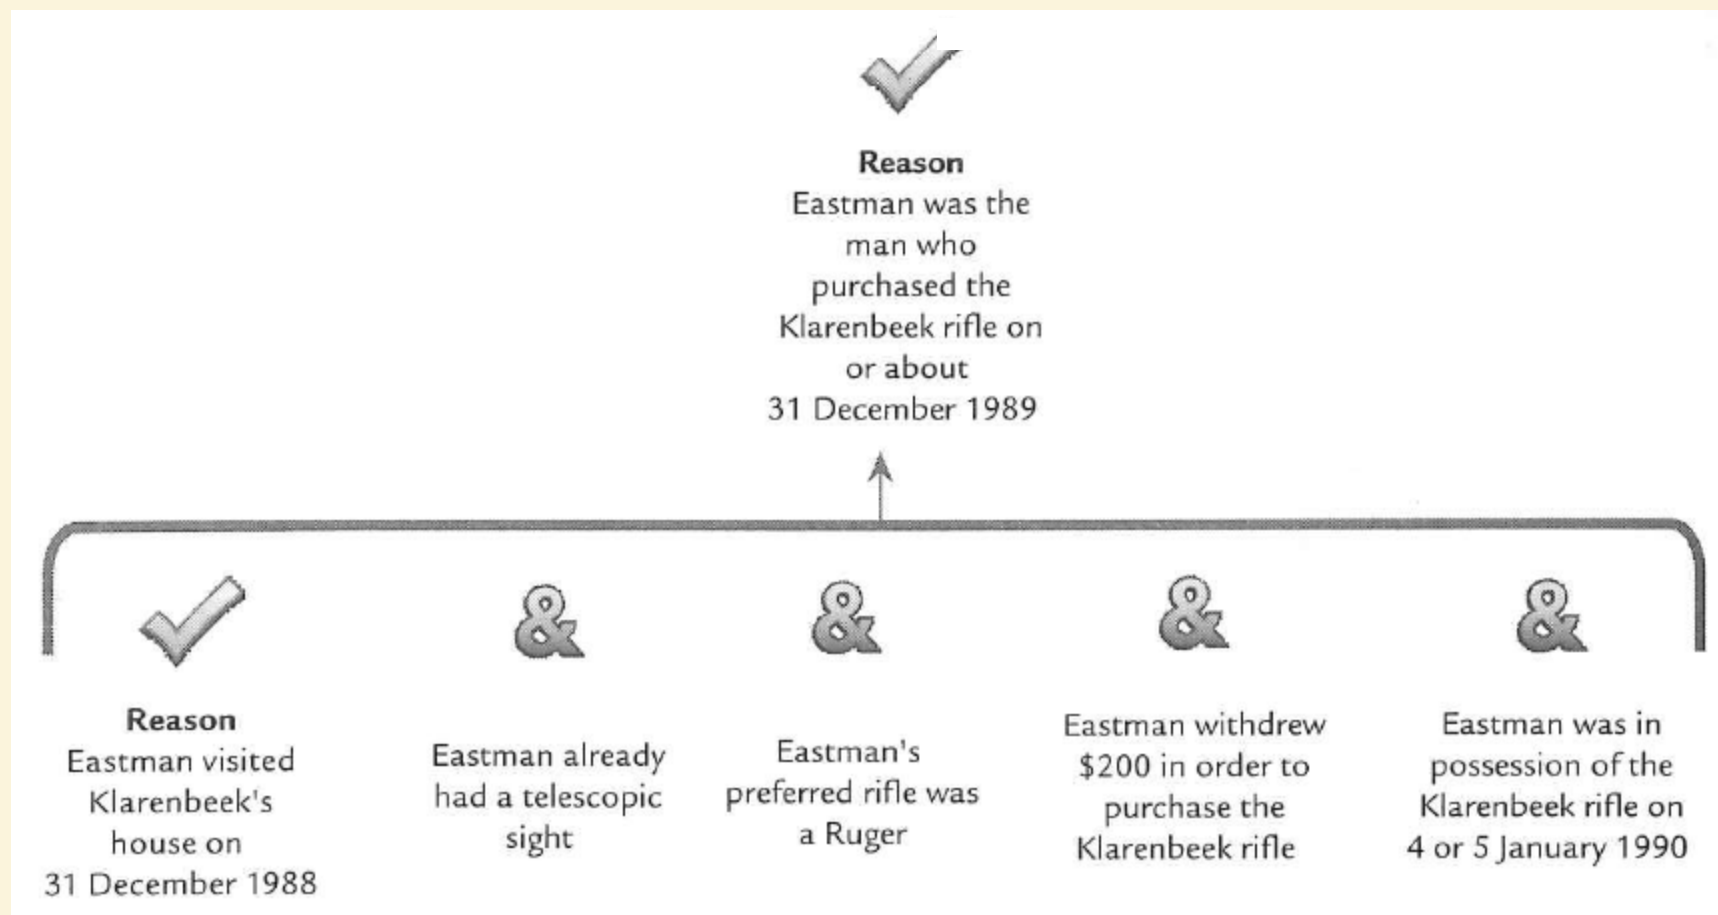 Reason
Eastman was the
man who
purchased the
Klarenbeek rifle on
or about
31 December 1989
&
&
&
&
Reason
Eastman visited
Klarenbeek's
house on
31 December 1988
Eastman already
had a telescopic
sight
Eastman's
preferred rifle was
a Ruger
Eastman withdrew
$200 in order to
purchase the
Klarenbeek rifle
Eastman was in
possession of the
Klarenbeek rifle on
4 or 5 January 1990